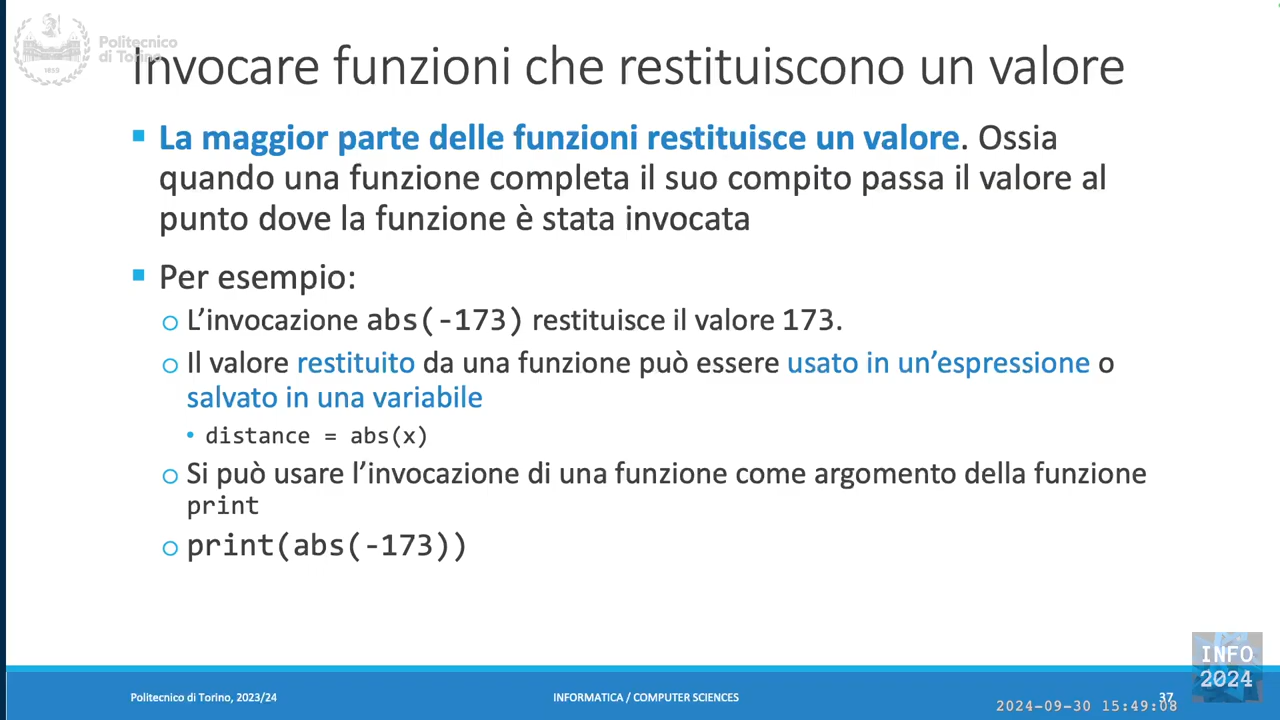 Politecnico
di Torino
1859
Invocare funzioni che restituiscono un valore
▪ La maggior parte delle funzioni restituisce un valore. Ossia
quando una funzione completa il suo compito passa il valore al
punto dove la funzione è stata invocata
▪ Per esempio:
o L’invocazione abs(-173) restituisce il valore 173.
o Il valore restituito da una funzione può essere usato in un’espressione o
salvato in una variabile
• distance = abs(x)
o Si può usare l’invocazione di una funzione come argomento della funzione
print
o print(abs(-173))
INFO
2024
Politecnico di Torino, 2023/24
INFORMATICA / COMPUTER SCIENCES
37
2024-09-30 15:49:08